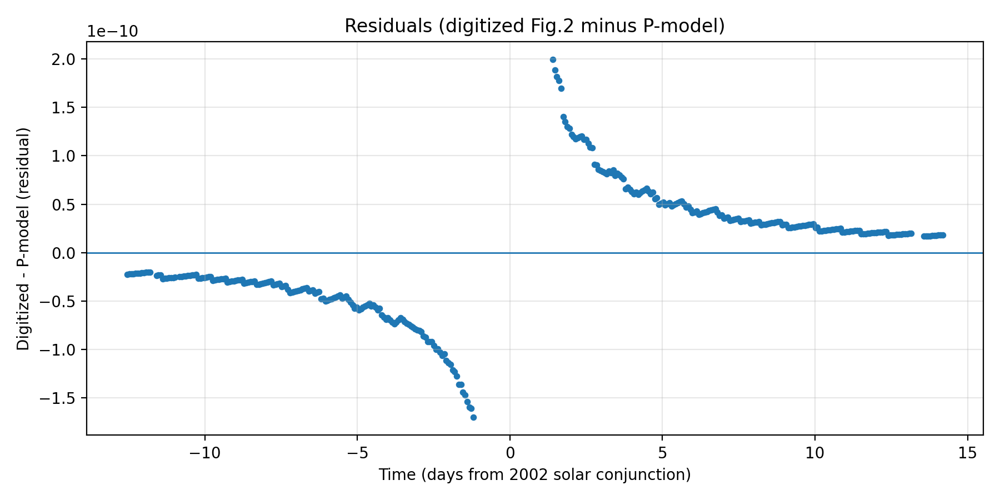 Residuals (digitized Fig.2 minus P-model)
1e−10
2.0
1.5
1.0
0.5
0.0
−0.5
−1.0
−1.5
Digitized - P-model (residual)
−10 −5 0 5 10 15
Time (days from 2002 solar conjunction)